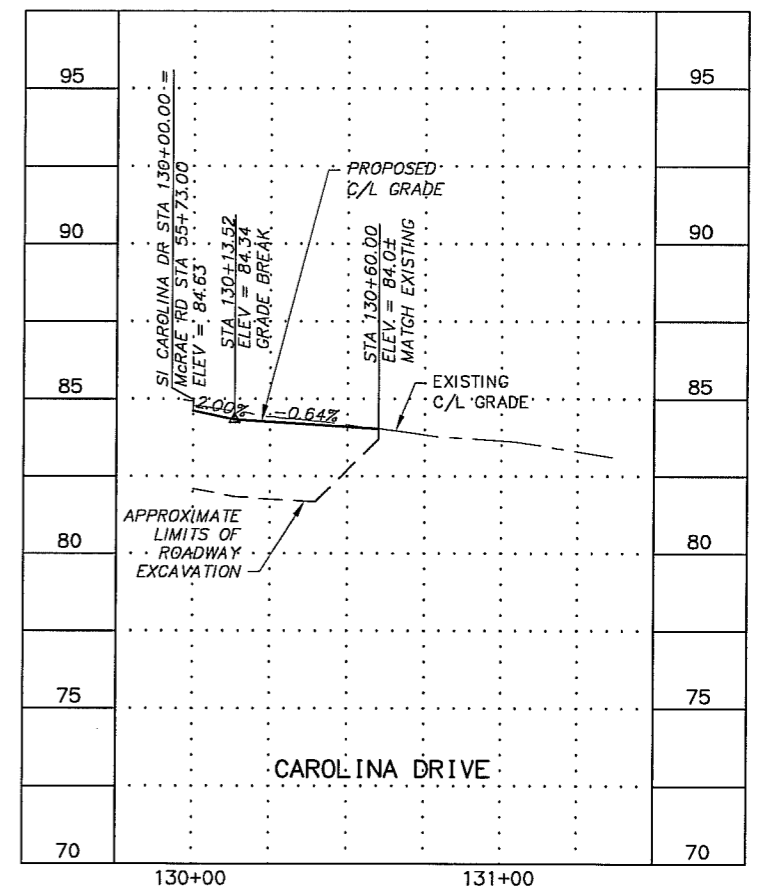 95
95
SI CAROLINA DR STA 130+00.00 =
McRAE RD STA 55+73.00
ELEV = 84.63'
STA 130+13.52
ELEV = 84.34
GRADE BREAK
PROPOSED
C/L GRADE
STA 130+60.00
ELEV = 84.0±
MATCH EXISTING
90
90
85
85
EXISTING
C/L GRADE
2.00%
-0.64%
APPROXIMATE
LIMITS OF
ROADWAY
EXCAVATION
80
80
75
75
CAROLINA DRIVE
70
70
130+00
131+00